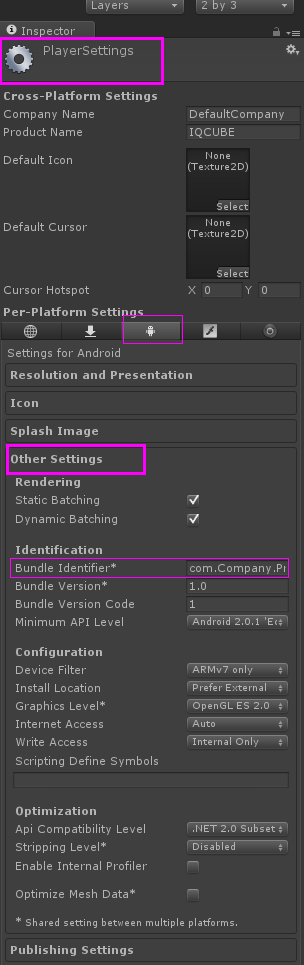 Layers 2 by 3
Inspector
PlayerSettings
Cross-Platform Settings
Company Name DefaultCompany
Product Name IQCUBE
Default Icon None
(Texture2D)
Select
Default Cursor None
(Texture2D)
Select
Cursor Hotspot X 0 Y 0
Per-Platform Settings
Settings for Android
Resolution and Presentation
Icon
Splash Image
Other Settings
Rendering
Static Batching
Dynamic Batching
Identification
Bundle Identifier* com.Company.Pr
Bundle Version* 1.0
Bundle Version Code 1
Minimum API Level Android 2.0.1 'Ec
Configuration
Device Filter ARMv7 only
Install Location Prefer External
Graphics Level* OpenGL ES 2.0
Internet Access Auto
Write Access Internal Only
Scripting Define Symbols
Optimization
Api Compatibility Level .NET 2.0 Subset
Stripping Level* Disabled
Enable Internal Profiler
Optimize Mesh Data*
* Shared setting between multiple platforms.
Publishing Settings